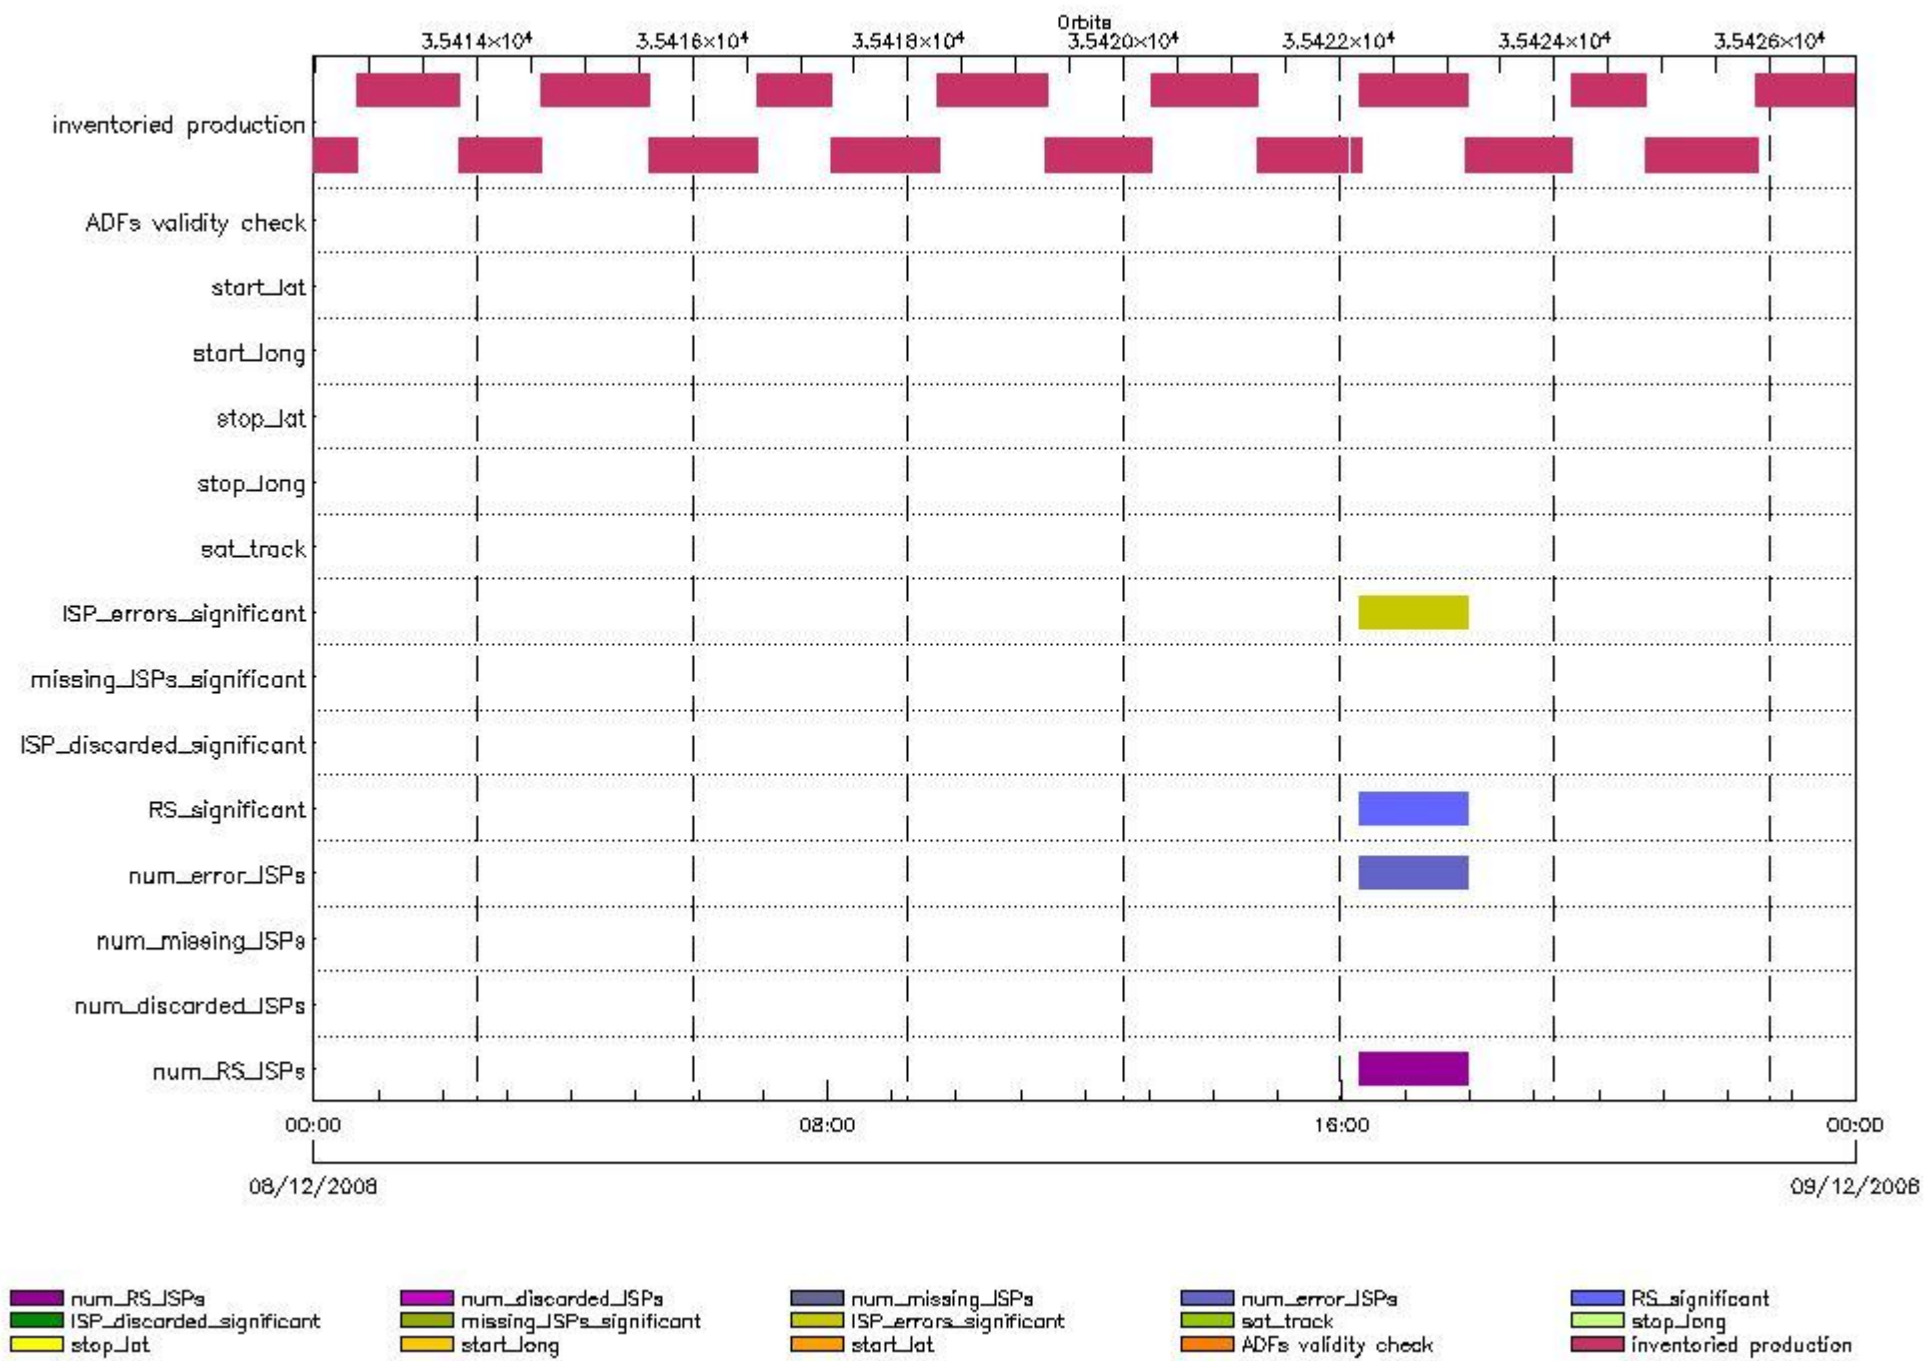 Orbits
3.5414×10⁴ 3.5416×10⁴ 3.5418×10⁴ 3.5420×10⁴ 3.5422×10⁴ 3.5424×10⁴ 3.5426×10⁴
inventoried production
ADFs validity check
start_lat
start_long
stop_lat
stop_long
sat_track
ISP_errors_significant
missing_ISPs_significant
ISP_discarded_significant
RS_significant
num_error_ISPs
num_missing_ISPs
num_discarded_ISPs
num_RS_ISPs
00:00 08:00 16:00 00:00
08/12/2008 09/12/2008
num_RS_ISPs num_discarded_ISPs num_missing_ISPs num_error_ISPs RS_significant
ISP_discarded_significant missing_ISPs_significant ISP_errors_significant sat_track stop_long
stop_lat start_long start_lat ADFs validity check inventoried production